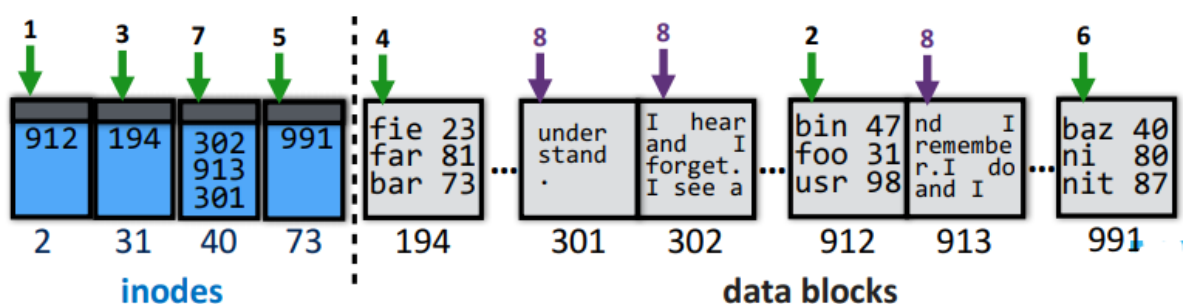 1 3 7 5 4 8 8 2 8 6
912 194 302 991
913
301
fie 23
far 81
bar 73
...
under
stand
.
I hear
and I
forget.
I see a
...
bin 47
foo 31
usr 98
nd I
remembe
r.I do
and I
...
baz 40
ni 80
nit 87
2 31 40 73 194 301 302 912 913 991
inodes data blocks